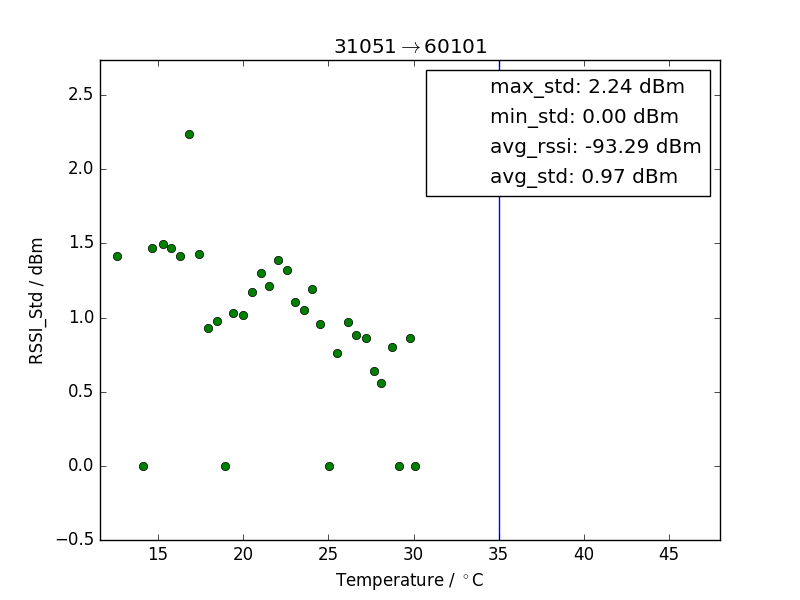 31051→60101
max_std: 2.24 dBm
min_std: 0.00 dBm
avg_rssi: -93.29 dBm
avg_std: 0.97 dBm
2.5
2.0
1.5
1.0
0.5
0.0
−0.5
RSSI_Std / dBm
15 20 25 30 35 40 45
Temperature / °C